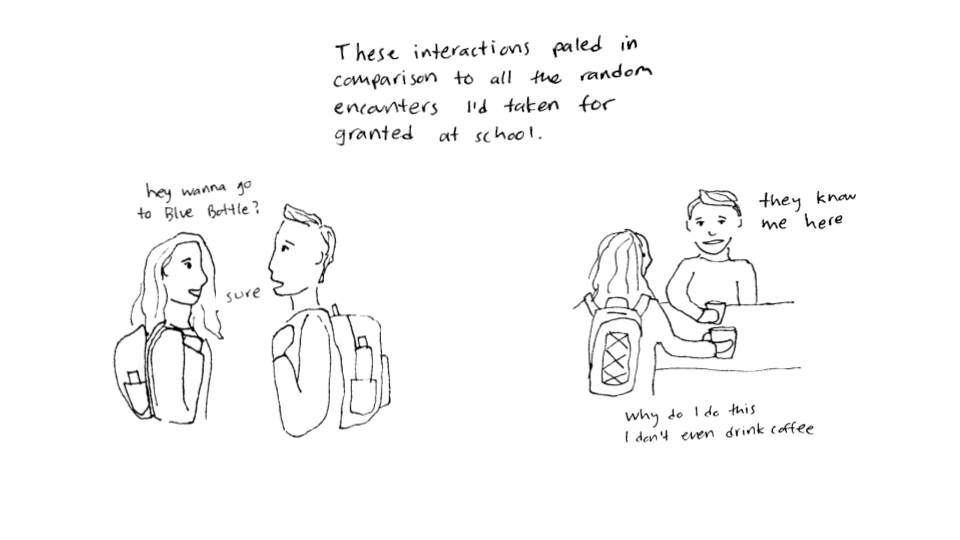 These interactions paled in
comparison to all the random
encounters I'd taken for
granted at school.
hey wanna go
to Blue Bottle?
sure
they know
me here
Why do I do this
I don't even drink coffee